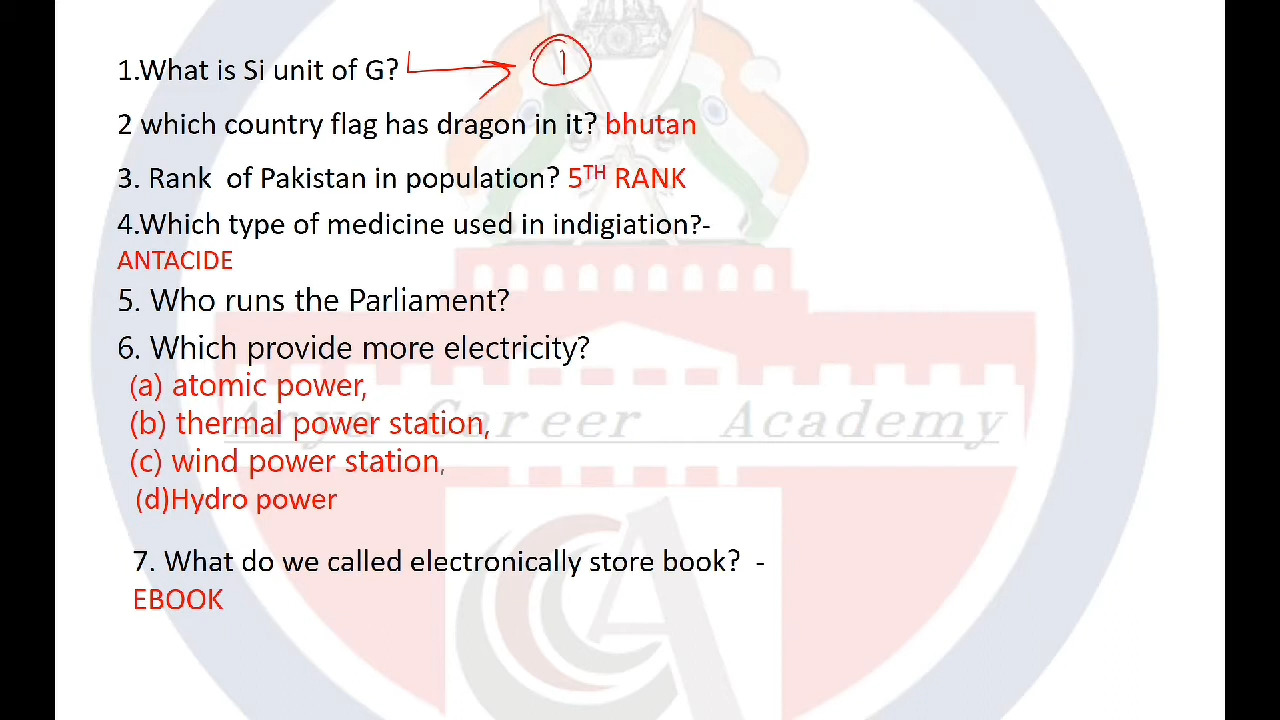 1.What is Si unit of G? 1
2 which country flag has dragon in it? bhutan
3. Rank of Pakistan in population? 5TH RANK
4.Which type of medicine used in indigiation?-
ANTACIDE
5. Who runs the Parliament?
6. Which provide more electricity?
(a) atomic power,
(b) thermal power station,
(c) wind power station,
(d)Hydro power
7. What do we called electronically store book? -
EBOOK
Career Academy
CA